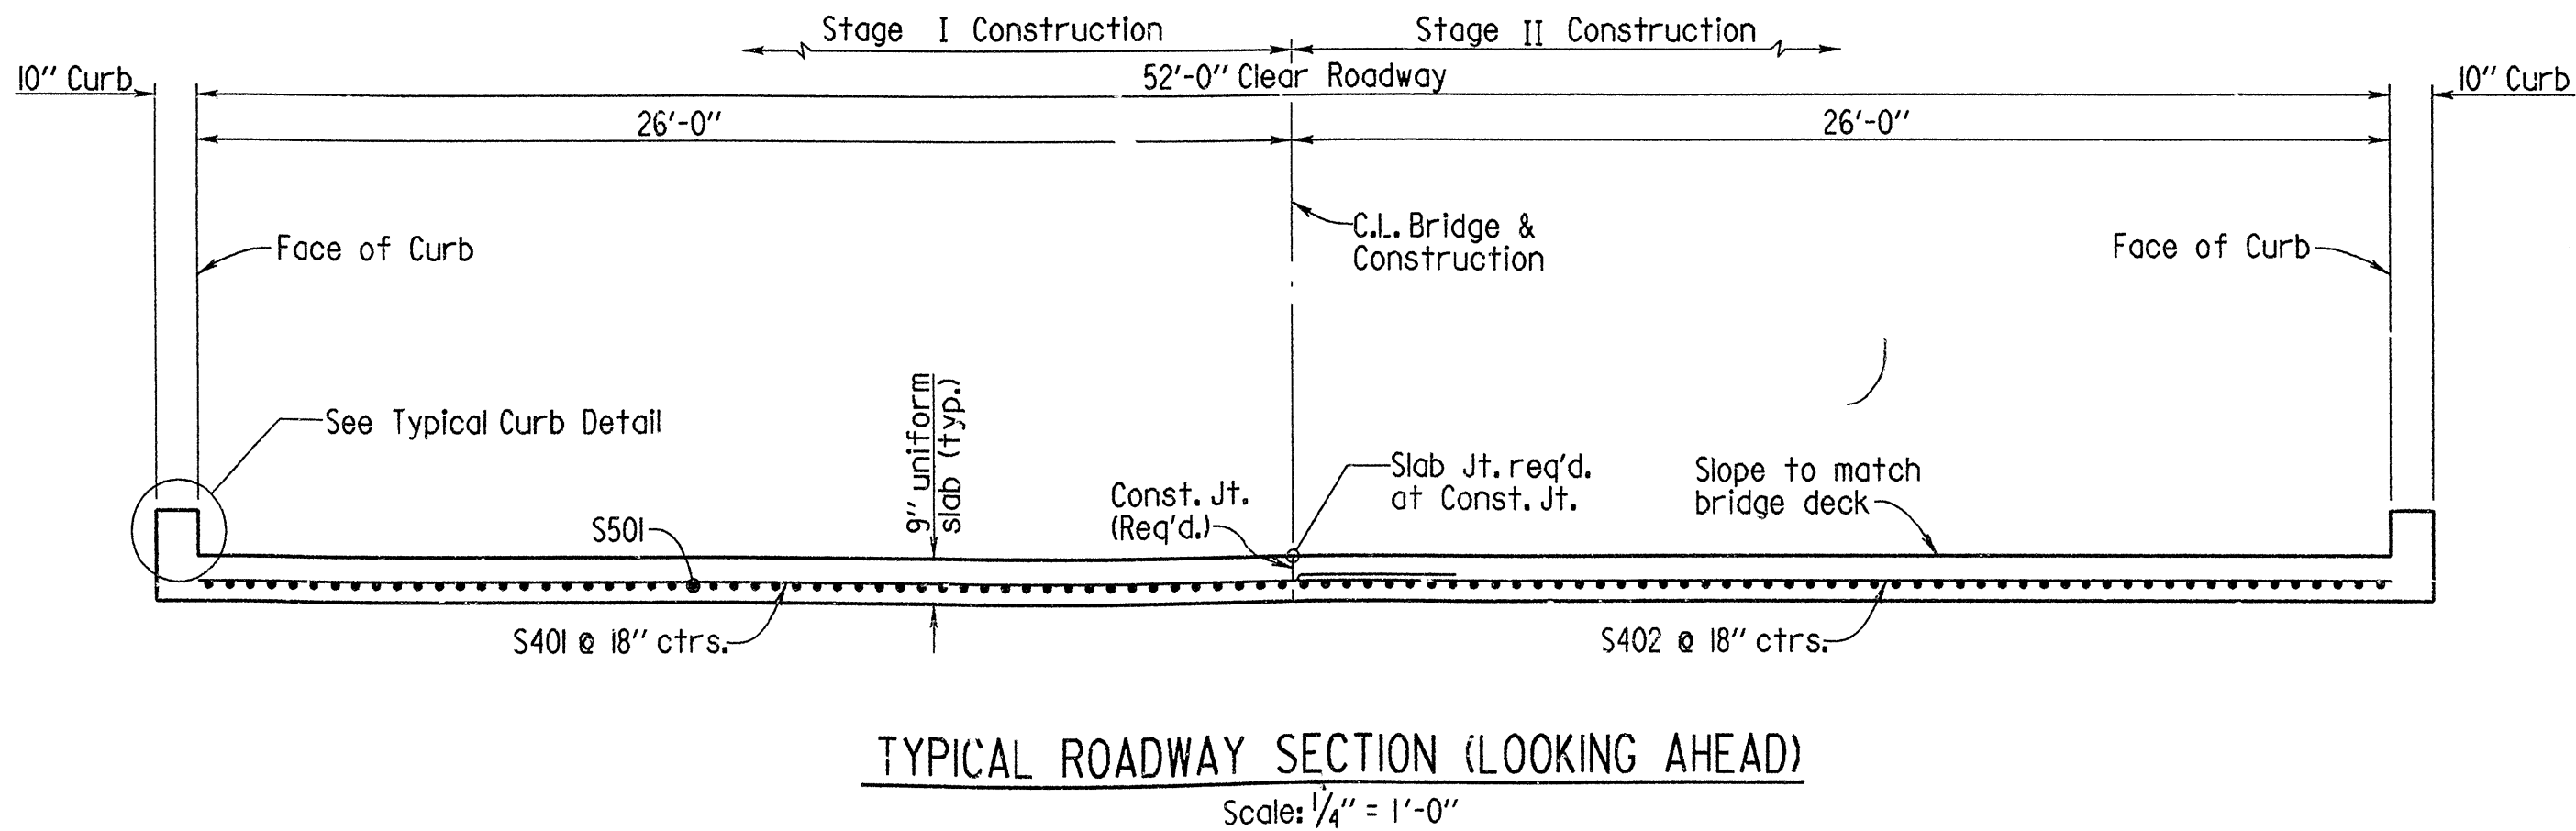 Stage I Construction
Stage II Construction
10" Curb
52'-0" Clear Roadway
10" Curb
26'-0"
26'-0"
C.L. Bridge &
Construction
Face of Curb
Face of Curb
9" uniform
slab (typ.)
See Typical Curb Detail
Slab Jt. req'd.
at Const. Jt.
Slope to match
bridge deck
Const. Jt.
(Req'd.)
S501
S401 @ 18" ctrs.
S402 @ 18" ctrs.
TYPICAL ROADWAY SECTION (LOOKING AHEAD)
Scale: 1/4" = 1'-0"